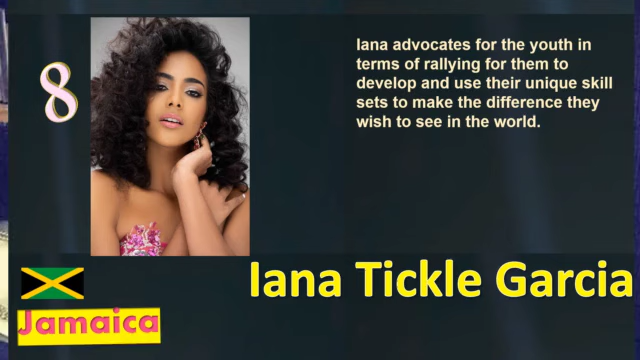 8
Iana advocates for the youth in
terms of rallying for them to
develop and use their unique skill
sets to make the difference they
wish to see in the world.
Iana Tickle Garcia
Jamaica